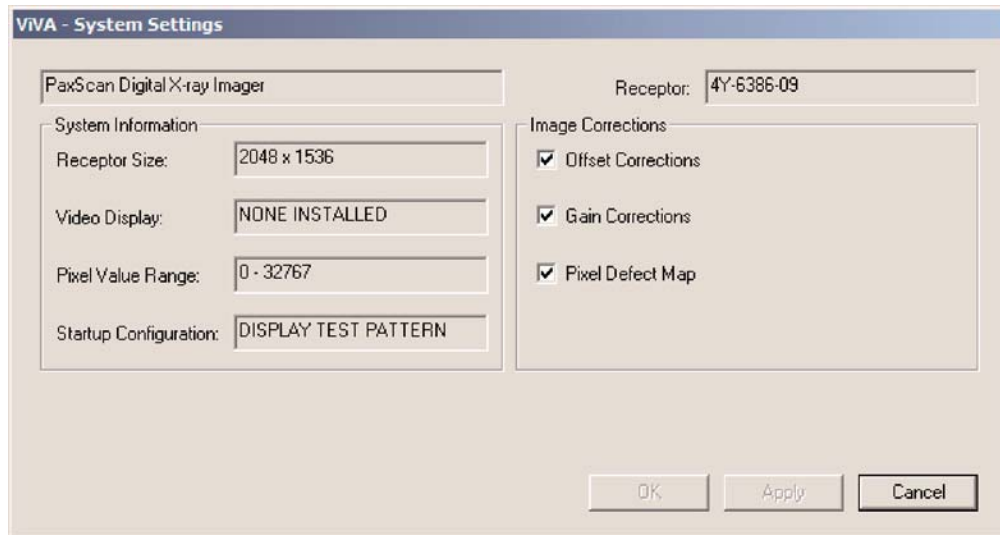 ViVA - System Settings
PaxScan Digital X-ray Imager
Receptor: 4Y-6386-09
System Information
Receptor Size: 2048 x 1536
Video Display: NONE INSTALLED
Pixel Value Range: 0 - 32767
Startup Configuration: DISPLAY TEST PATTERN
Image Corrections
Offset Corrections
Gain Corrections
Pixel Defect Map
OK Apply Cancel